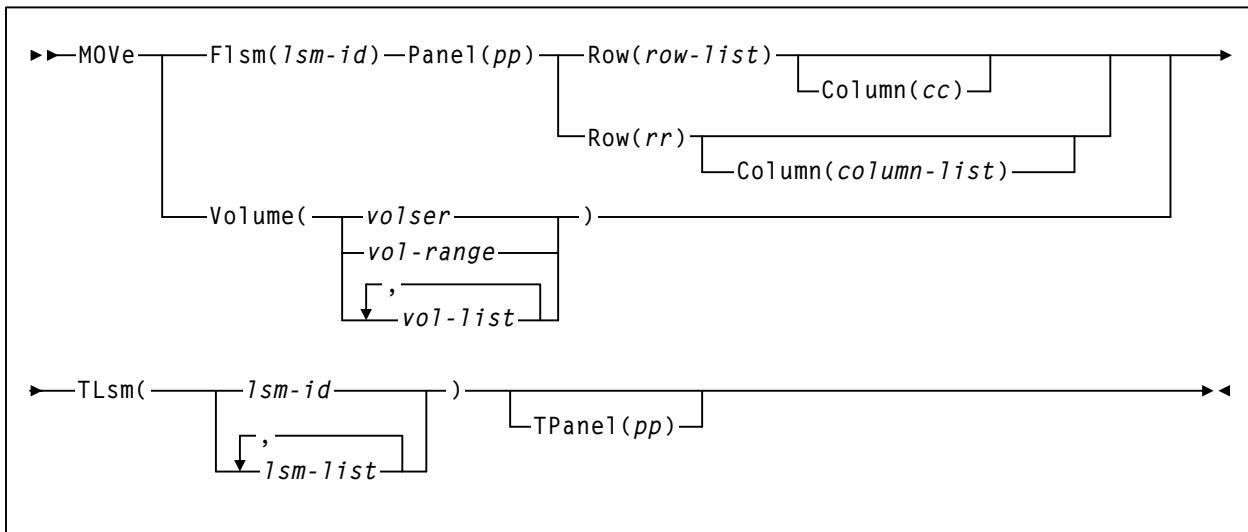 MOVe Flsm(lsm-id) Panel(pp) Row(row-list)
Column(cc)
Row(rr)
Column(column-list)
Volume( volser )
vol-range
,
vol-list
TLsm( lsm-id )
TPanel(pp)
,
lsm-list